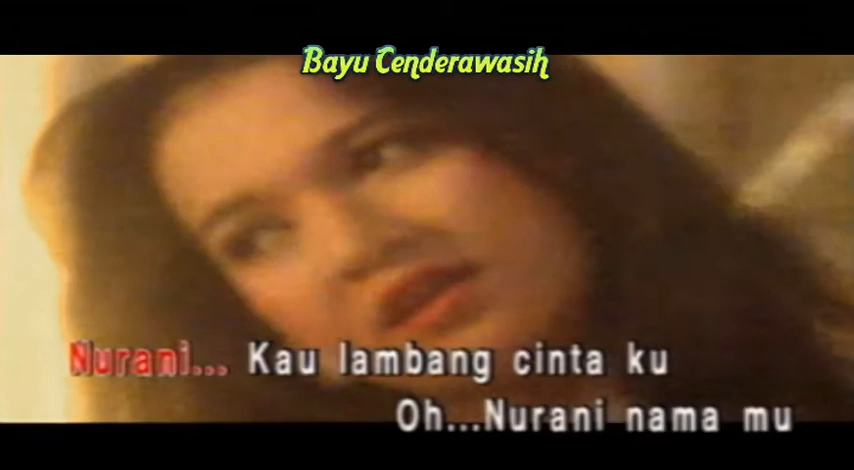 Bayu Cenderawasih
Nurani... Kau lambang cinta ku
Oh...Nurani nama mu